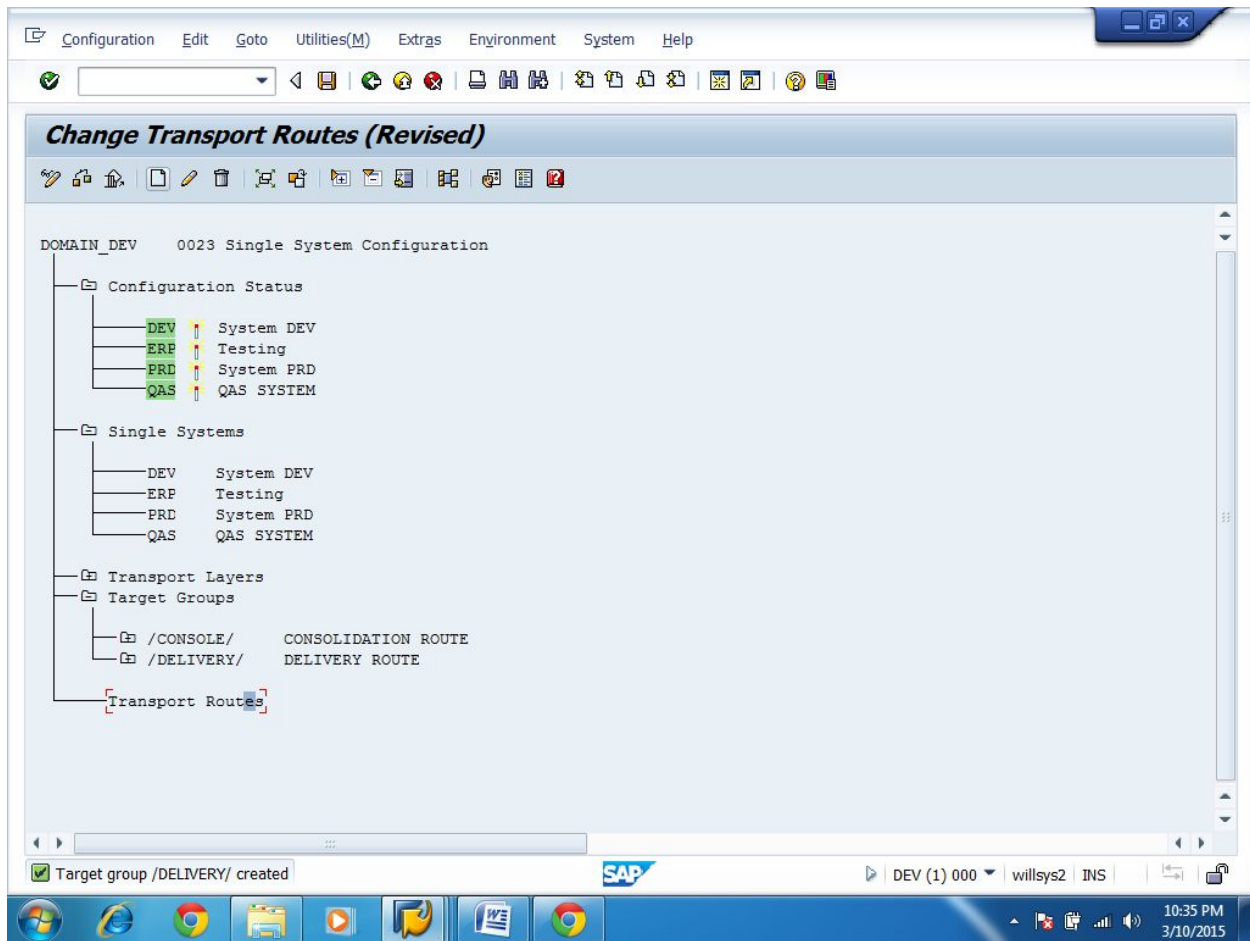 Configuration Edit Goto Utilities(M) Extras Environment System Help
Change Transport Routes (Revised)
DOMAIN_DEV 0023 Single System Configuration
Configuration Status
DEV System DEV
ERP Testing
PRD System PRD
QAS QAS SYSTEM
Single Systems
DEV System DEV
ERP Testing
PRD System PRD
QAS QAS SYSTEM
Transport Layers
Target Groups
/CONSOLE/ CONSOLIDATION ROUTE
/DELIVERY/ DELIVERY ROUTE
Transport Routes
Target group /DELIVERY/ created SAP DEV (1) 000 willsys2 INS
10:35 PM
3/10/2015